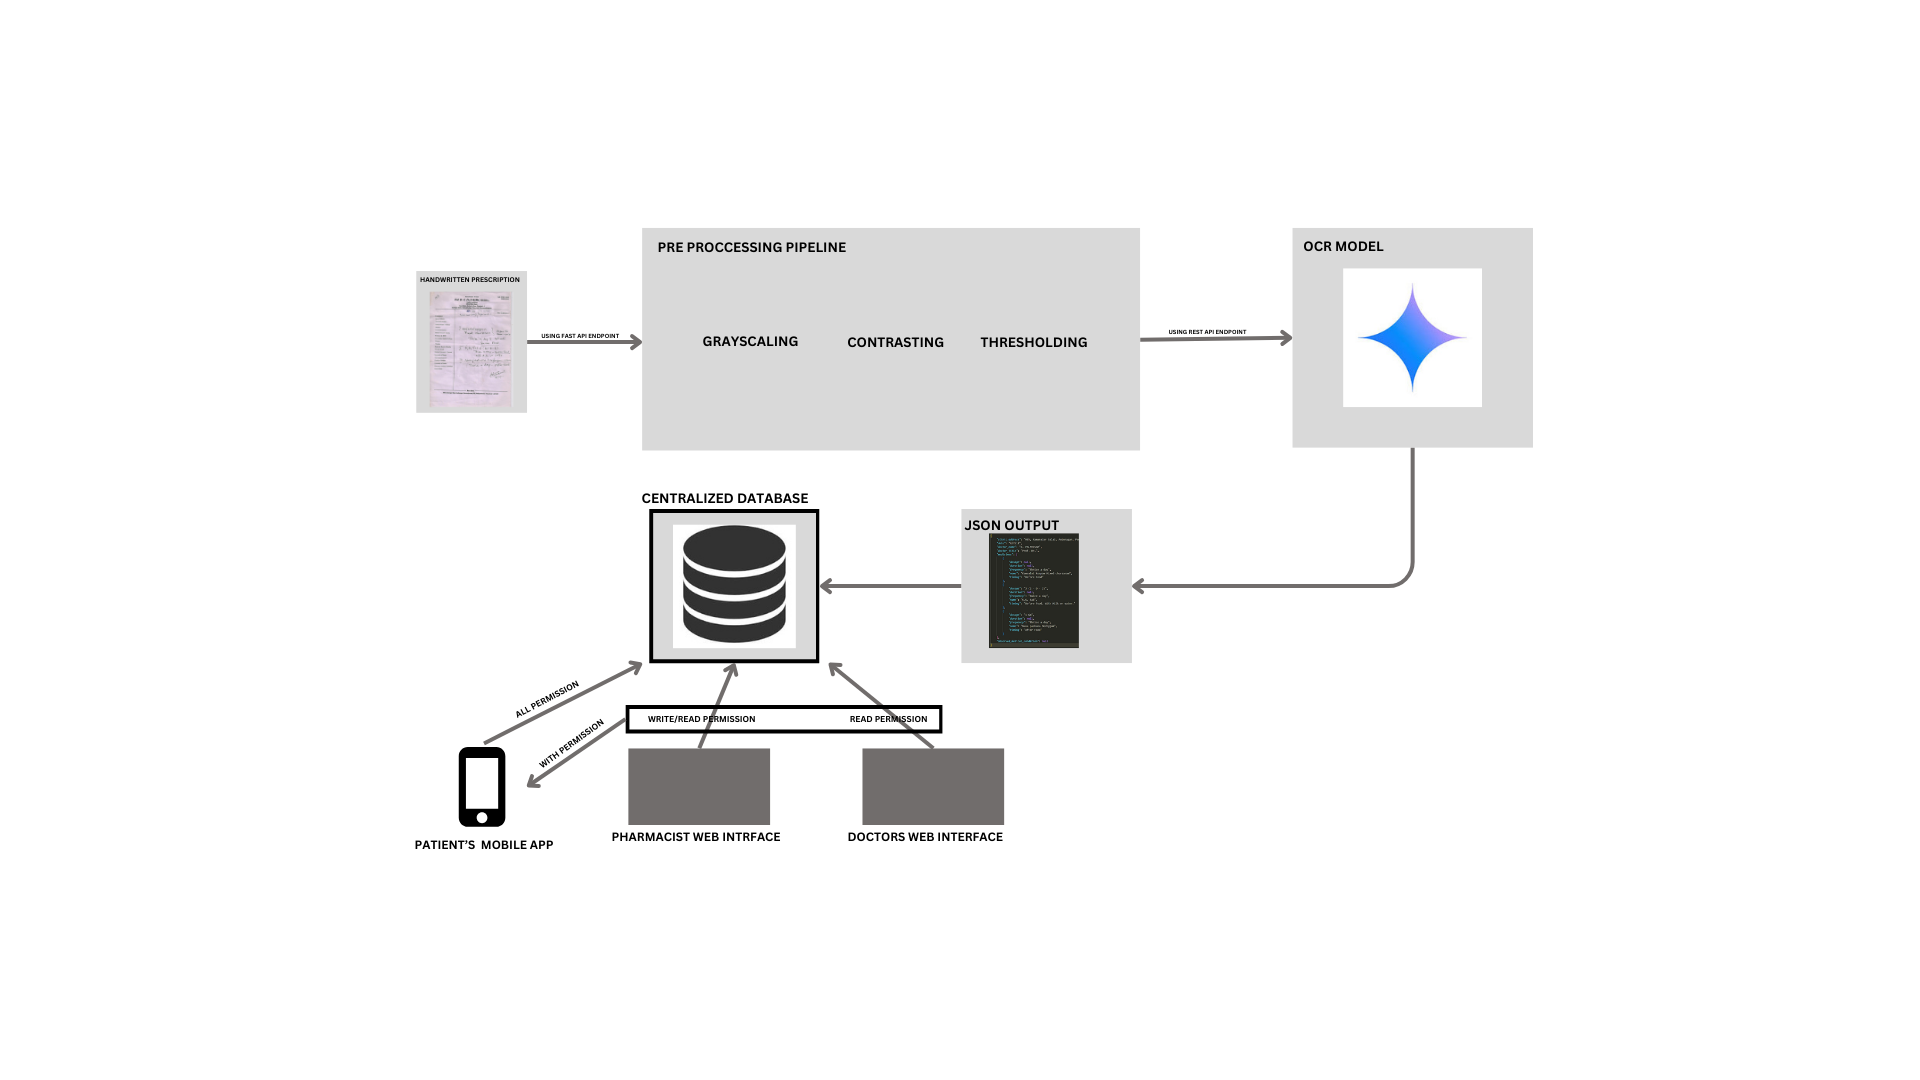 PRE PROCCESSING PIPELINE
OCR MODEL
HANDWRITTEN PRESCRIPTION
USING FAST API ENDPOINT
GRAYSCALING
CONTRASTING
THRESHOLDING
USING REST API ENDPOINT
CENTRALIZED DATABASE
JSON OUTPUT
ALL PERMISSION
WITH PERMISSION
WRITE/READ PERMISSION
READ PERMISSION
PATIENT'S MOBILE APP
PHARMACIST WEB INTRFACE
DOCTORS WEB INTERFACE